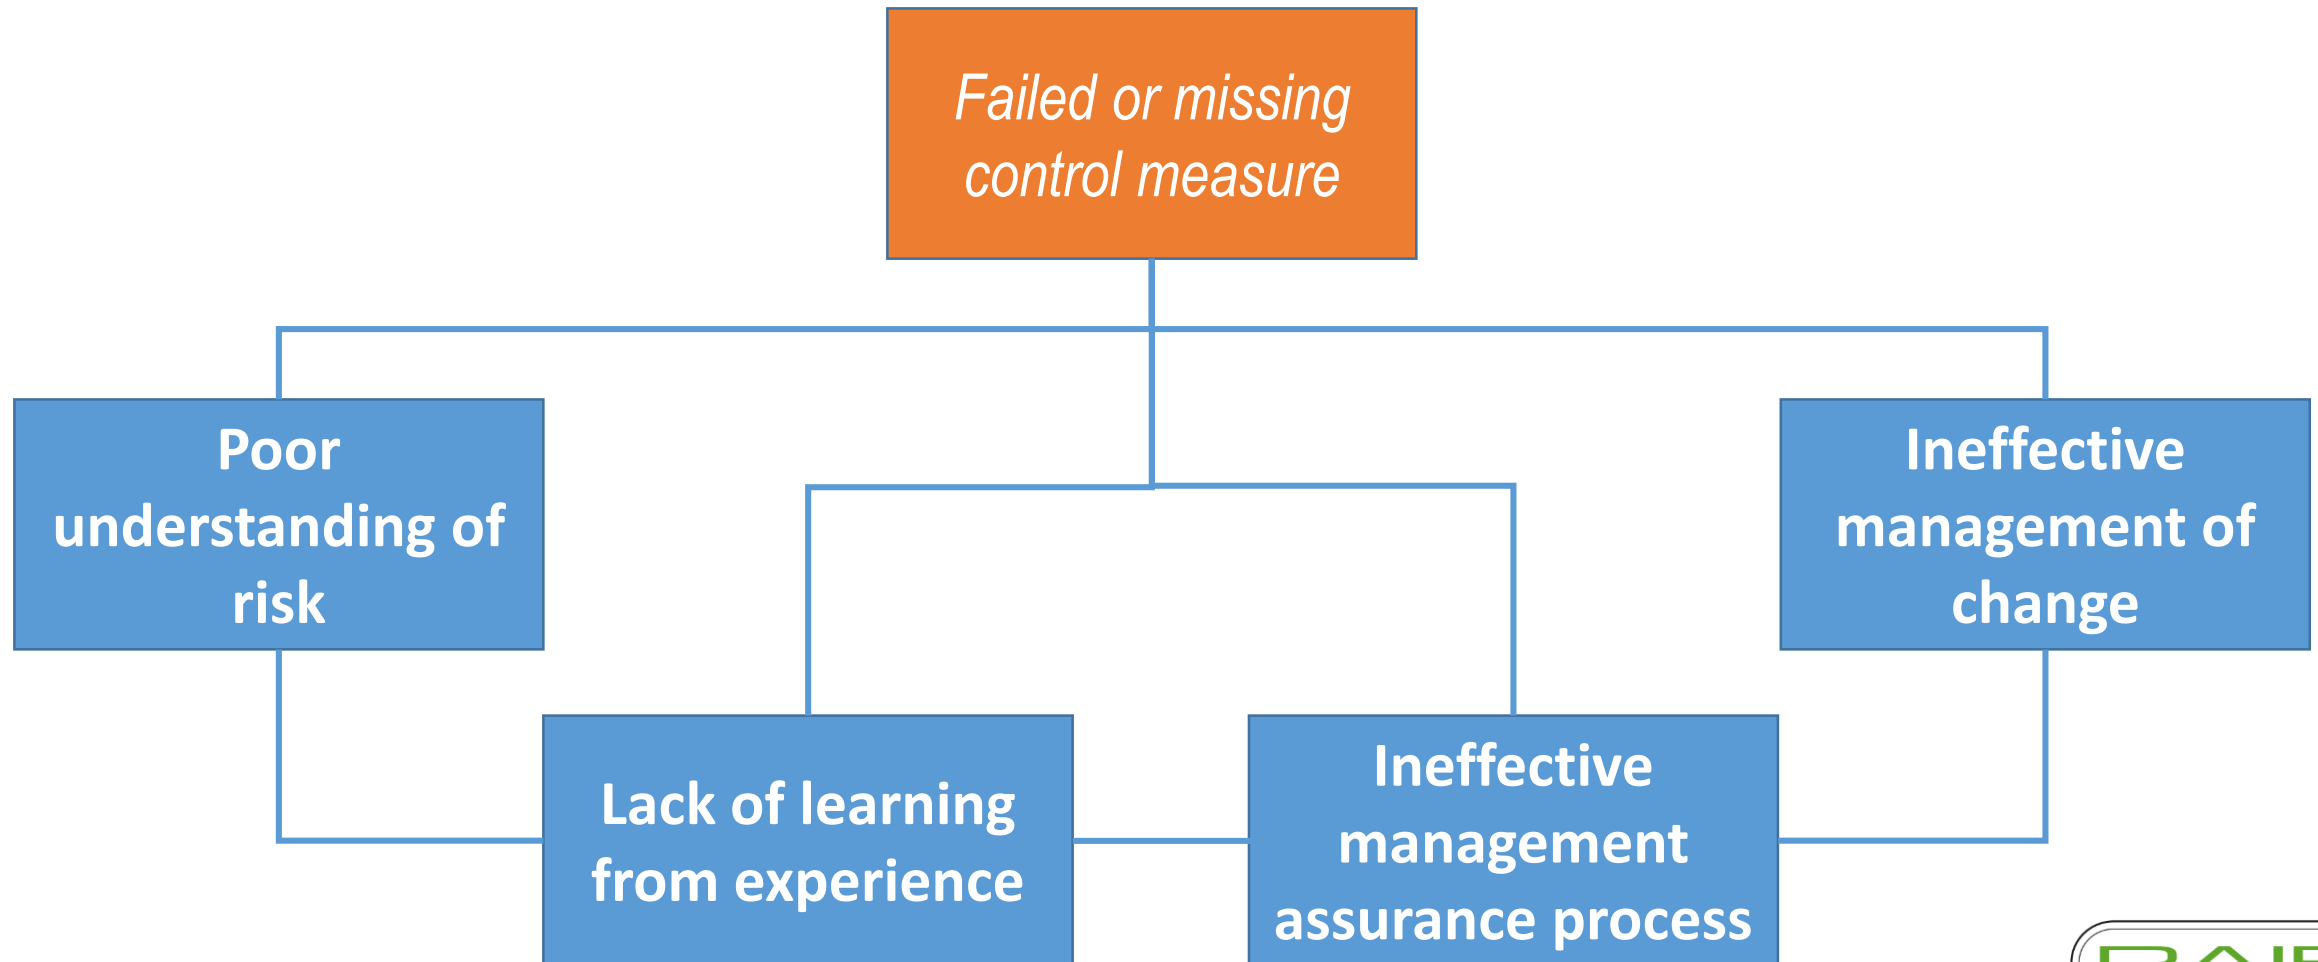 Failed or missing
control measure
Poor
understanding of
risk
Ineffective
management of
change
Lack of learning
from experience
Ineffective
management
assurance process